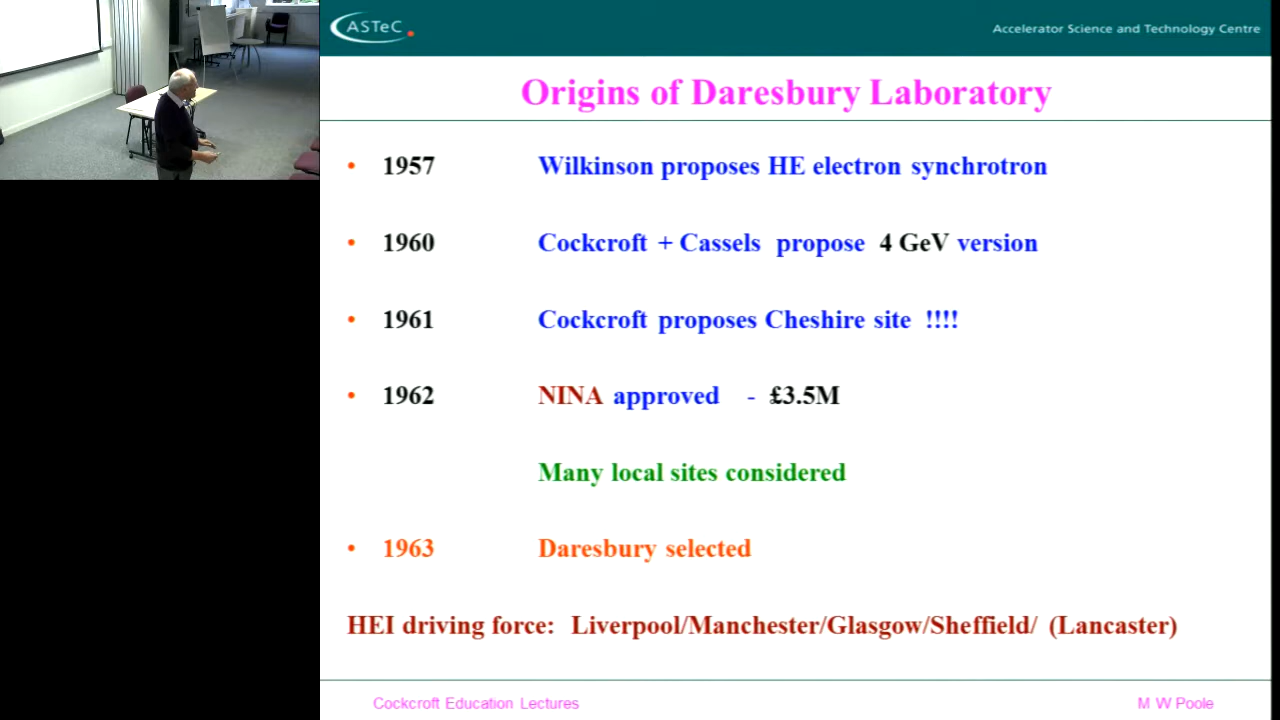 ASTeC
Accelerator Science and Technology Centre
Origins of Daresbury Laboratory
• 1957 Wilkinson proposes HE electron synchrotron
• 1960 Cockcroft + Cassels propose 4 GeV version
• 1961 Cockcroft proposes Cheshire site !!!!
• 1962 NINA approved - £3.5M
Many local sites considered
• 1963 Daresbury selected
HEI driving force: Liverpool/Manchester/Glasgow/Sheffield/ (Lancaster)
Cockcroft Education Lectures
M W Poole